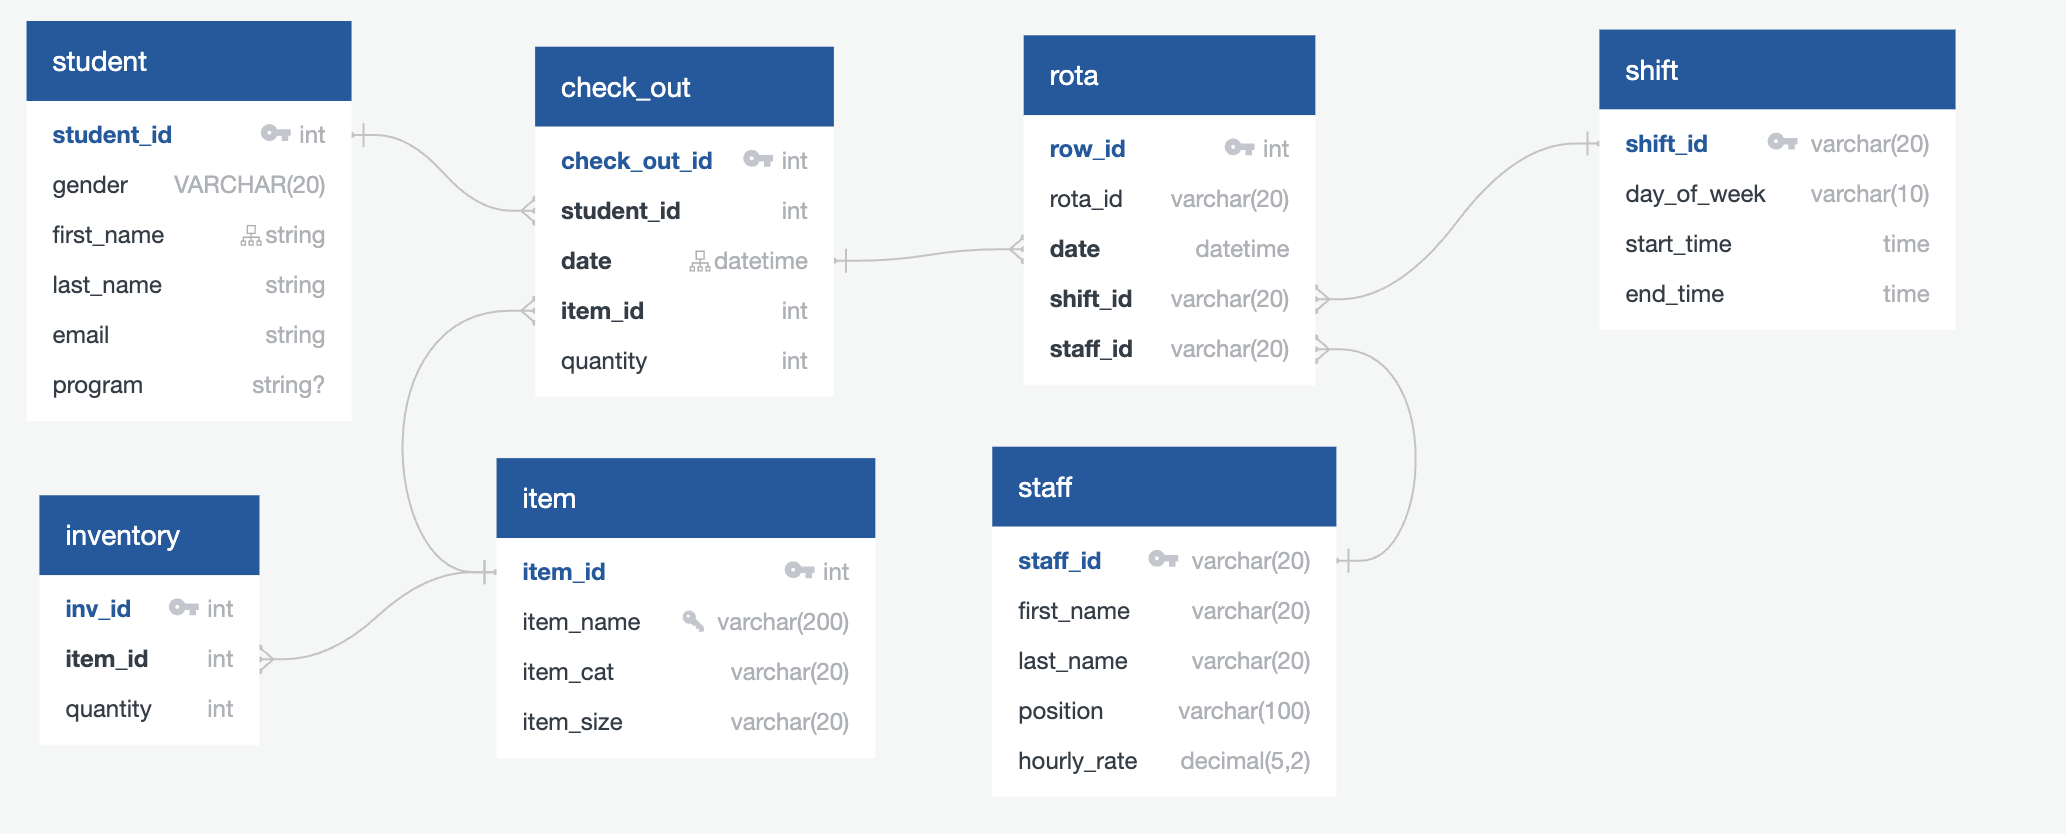 student
student_id int
gender VARCHAR(20)
first_name string
last_name string
email string
program string?
check_out
check_out_id int
student_id int
date datetime
item_id int
quantity int
rota
row_id int
rota_id varchar(20)
date datetime
shift_id varchar(20)
staff_id varchar(20)
shift
shift_id varchar(20)
day_of_week varchar(10)
start_time time
end_time time
inventory
inv_id int
item_id int
quantity int
item
item_id int
item_name varchar(200)
item_cat varchar(20)
item_size varchar(20)
staff
staff_id varchar(20)
first_name varchar(20)
last_name varchar(20)
position varchar(100)
hourly_rate decimal(5,2)